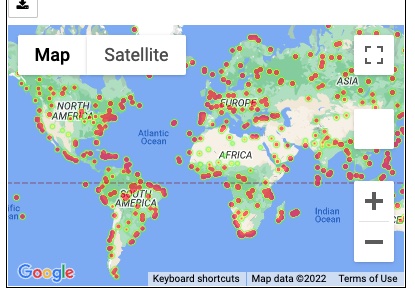 Map Satellite
ASIA
NORTH
AMERICA
EUROPE
Atlantic
Ocean
AFRICA
SOUTH
AMERICA
Indian
Ocean
Google
Keyboard shortcuts Map data ©2022 Terms of Use